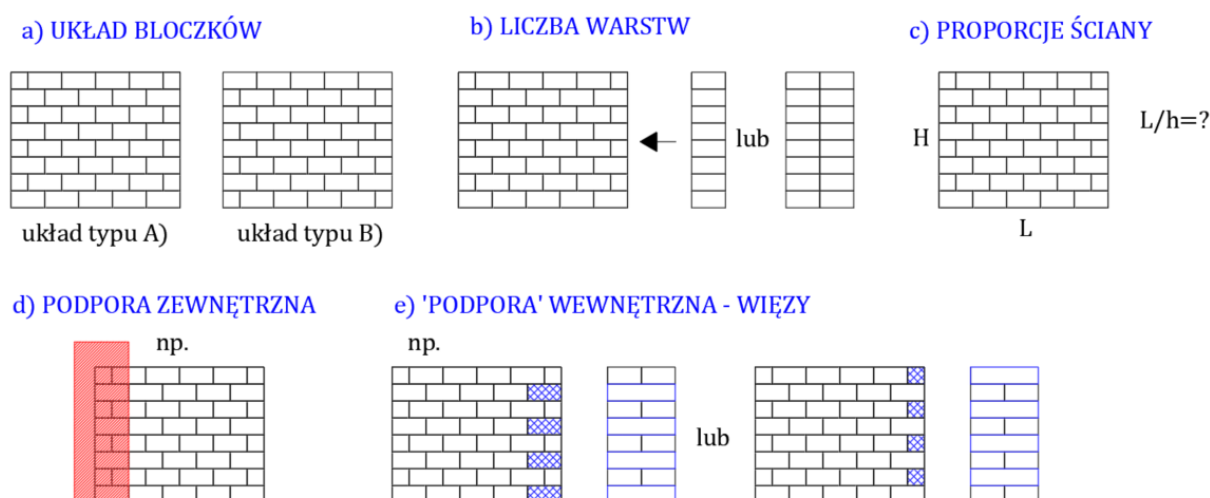 a) UKŁAD BLOCZKÓW
b) LICZBA WARSTW
c) PROPORCJE ŚCIANY
lub
H
L/h=?
układ typu A)
układ typu B)
L
d) PODPORA ZEWNĘTRZNA
e) 'PODPORA' WEWNĘTRZNA - WIĘZY
np.
np.
lub